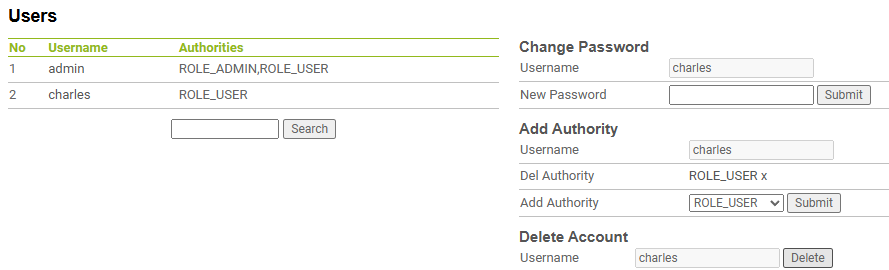 Users
No Username Authorities
1 admin ROLE_ADMIN,ROLE_USER
2 charles ROLE_USER
Search
Change Password
Username charles
New Password Submit
Add Authority
Username charles
Del Authority ROLE_USER x
Add Authority ROLE_USER Submit
Delete Account
Username charles Delete